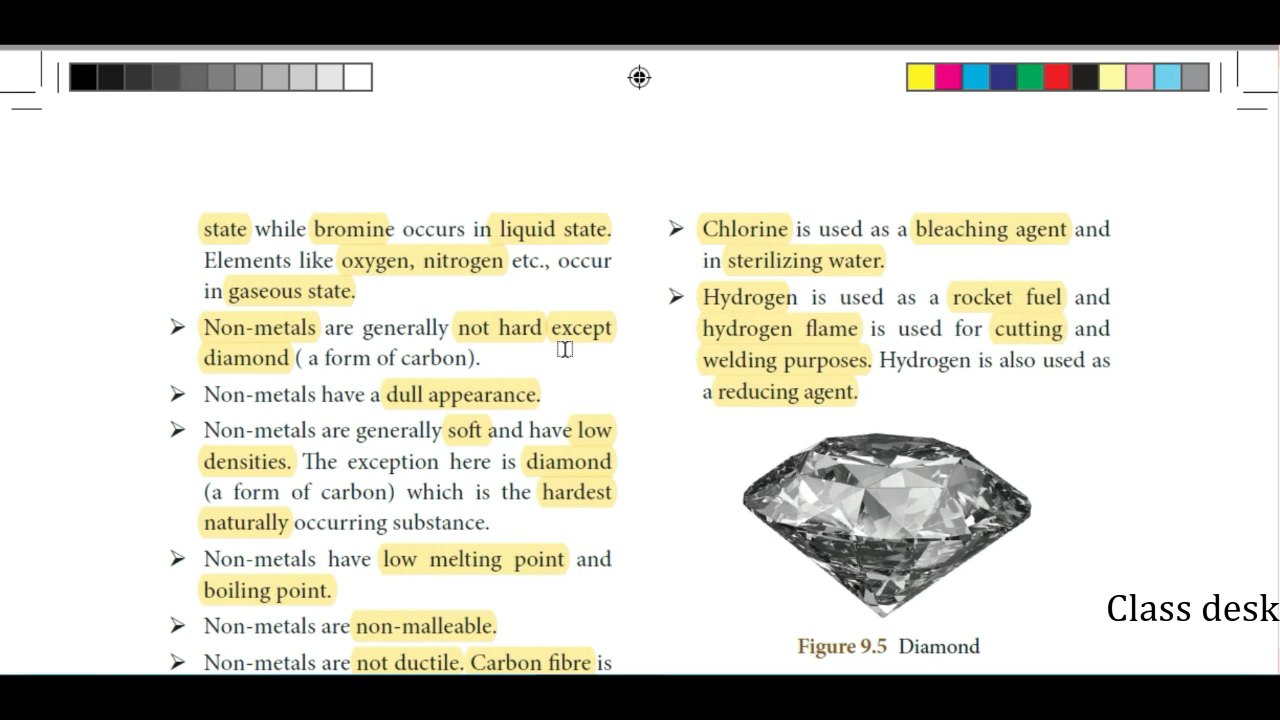 state while bromine occurs in liquid state.
Elements like oxygen, nitrogen etc., occur
in gaseous state.
➢ Non-metals are generally not hard except
diamond ( a form of carbon).
➢ Non-metals have a dull appearance.
➢ Non-metals are generally soft and have low
densities. The exception here is diamond
(a form of carbon) which is the hardest
naturally occurring substance.
➢ Non-metals have low melting point and
boiling point.
➢ Non-metals are non-malleable.
➢ Non-metals are not ductile. Carbon fibre is
➢ Chlorine is used as a bleaching agent and
in sterilizing water.
➢ Hydrogen is used as a rocket fuel and
hydrogen flame is used for cutting and
welding purposes. Hydrogen is also used as
a reducing agent.
Figure 9.5 Diamond
Class desk